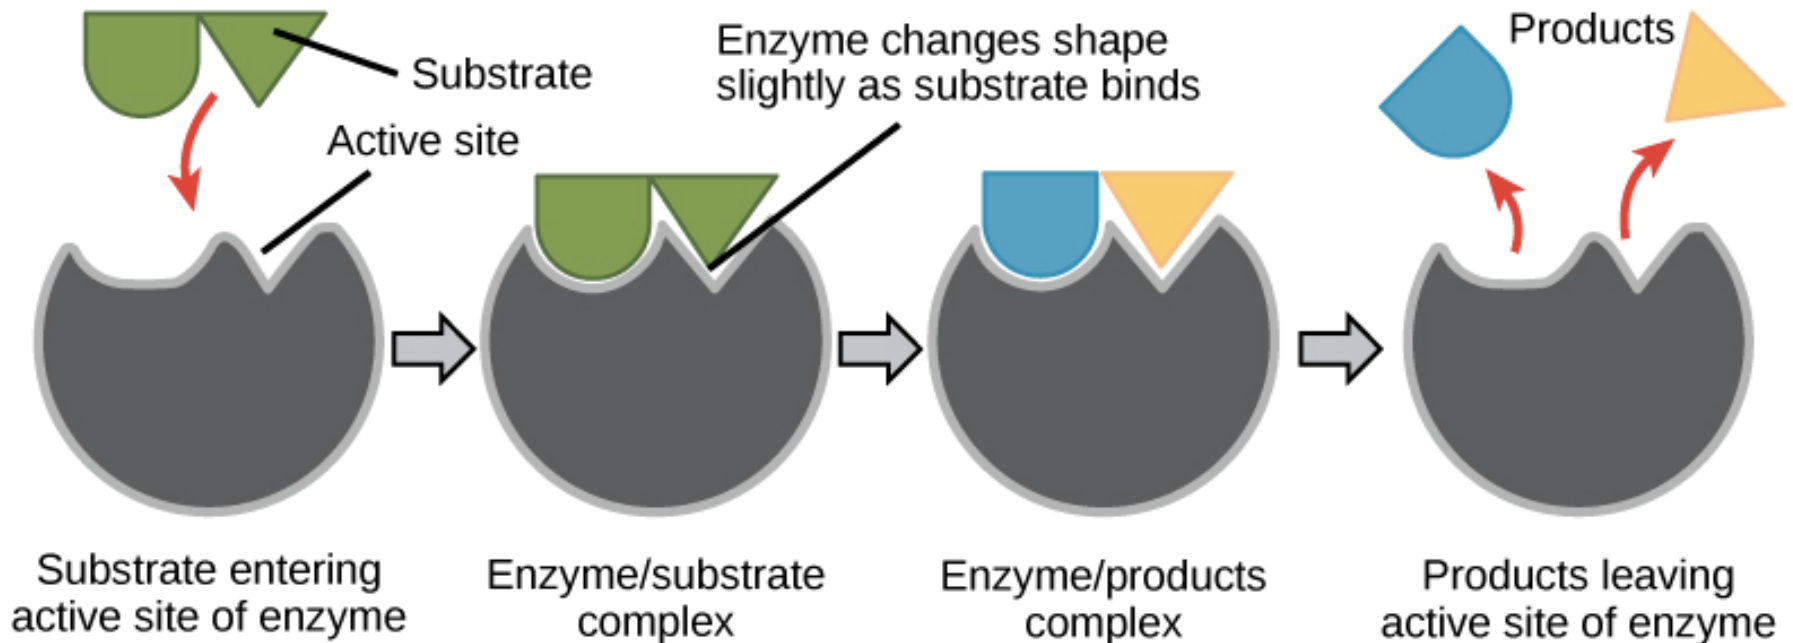 Substrate
Active site
Enzyme changes shape
slightly as substrate binds
Products
Substrate entering
active site of enzyme
Enzyme/substrate
complex
Enzyme/products
complex
Products leaving
active site of enzyme